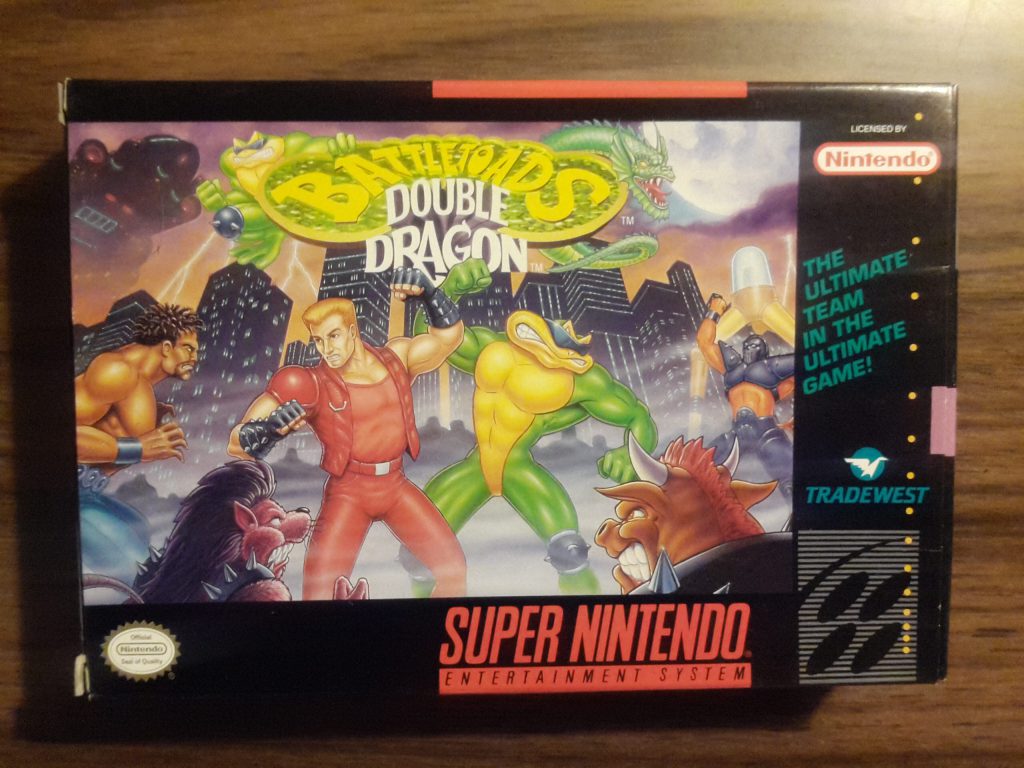 BATTLETOADS
DOUBLE
DRAGON
TM
TM
LICENSED BY
Nintendo®
THE
ULTIMATE
TEAM
IN THE
ULTIMATE
GAME!
TRADEWEST
Official
Nintendo
Seal of Quality
®
SUPER NINTENDO®
ENTERTAINMENT SYSTEM